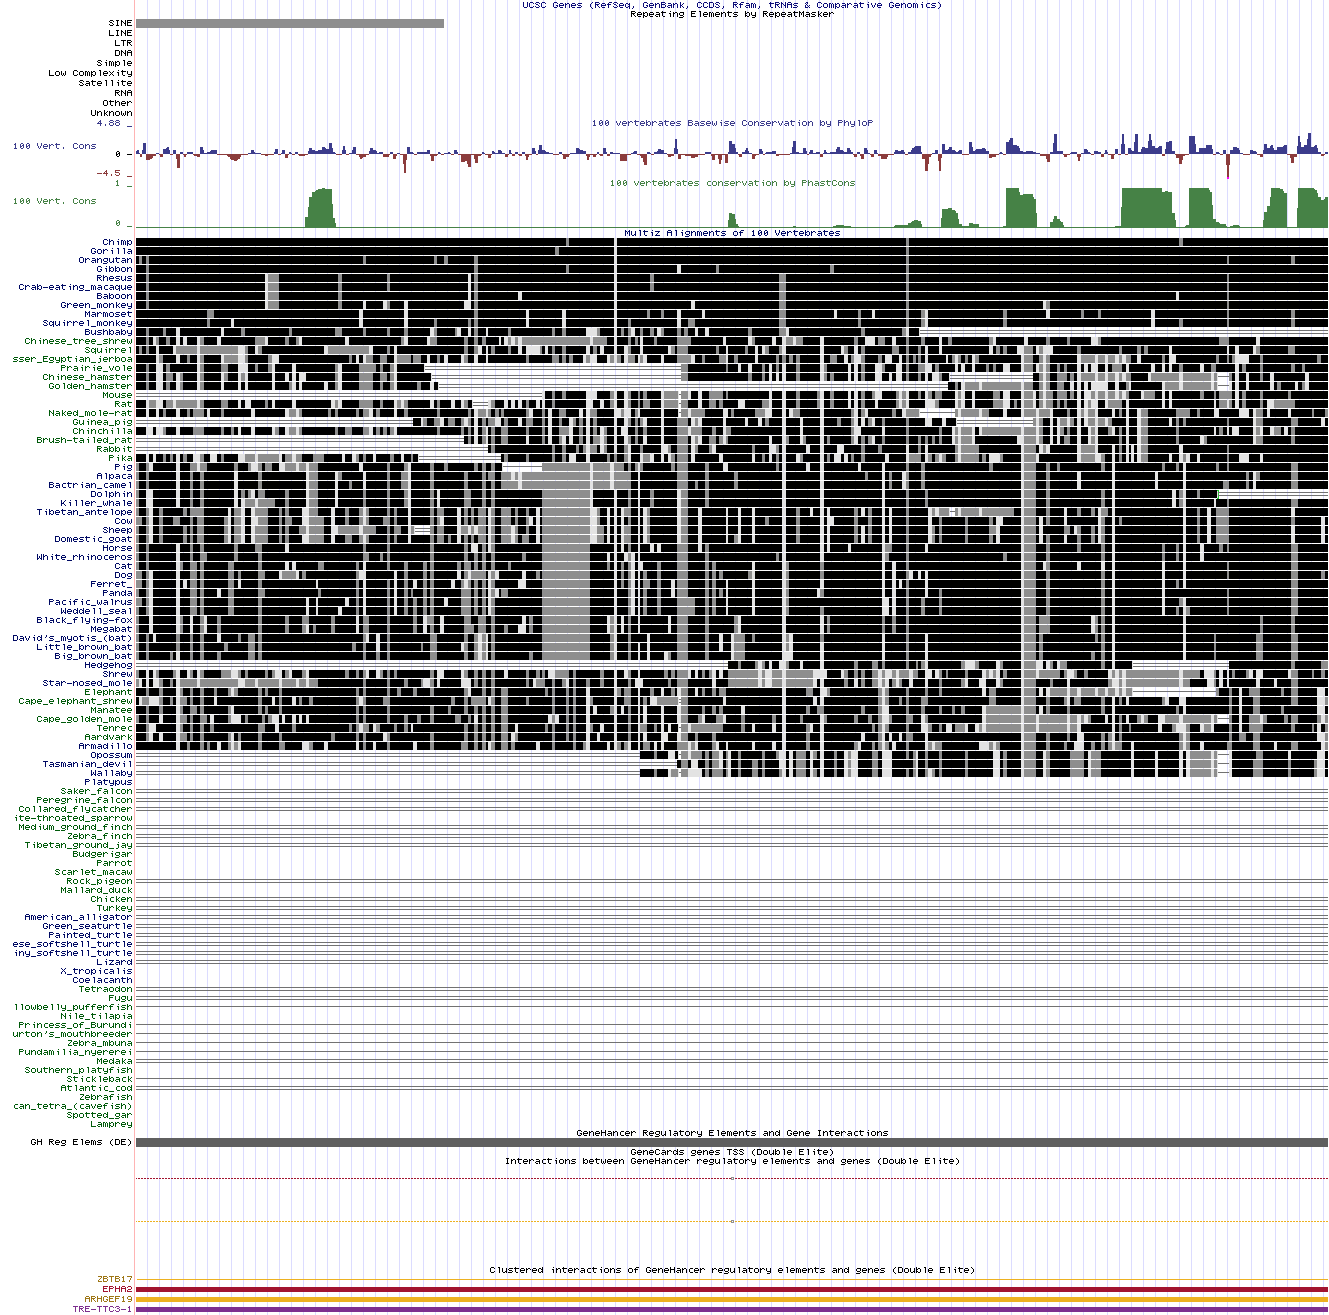 UCSC Genes (RefSeq, GenBank, CCDS, Rfam, tRNAs & Comparative Genomics)
Repeating Elements by RepeatMasker
SINE
LINE
LTR
DNA
Simple
Low Complexity
Satellite
RNA
Other
Unknown
4.88 _
100 vertebrates Basewise Conservation by PhyloP
100 Vert. Cons
0 -
-4.5 _
100 vertebrates conservation by PhastCons
1 _
100 Vert. Cons
0 _
Multiz Alignments of 100 Vertebrates
Chimp
Gorilla
Orangutan
Gibbon
Rhesus
Crab-eating_macaque
Baboon
Green_monkey
Marmoset
Squirrel_monkey
Bushbaby
Chinese_tree_shrew
Squirrel
sser_Egyptian_jerboa
Prairie_vole
Chinese_hamster
Golden_hamster
Mouse
Rat
Naked_mole-rat
Guinea_pig
Chinchilla
Brush-tailed_rat
Rabbit
Pika
Pig
Alpaca
Bactrian_camel
Dolphin
Killer_whale
Tibetan_antelope
Cow
Sheep
Domestic_goat
Horse
White_rhinoceros
Cat
Dog
Ferret_
Panda
Pacific_walrus
Weddell_seal
Black_flying-fox
Megabat
David's_myotis_(bat)
Little_brown_bat
Big_brown_bat
Hedgehog
Shrew
Star-nosed_mole
Elephant
Cape_elephant_shrew
Manatee
Cape_golden_mole
Tenrec
Aardvark
Armadillo
Opossum
Tasmanian_devil
Wallaby
Platypus
Saker_falcon
Peregrine_falcon
Collared_flycatcher
ite-throated_sparrow
Medium_ground_finch
Zebra_finch
Tibetan_ground_jay
Budgerigar
Parrot
Scarlet_macaw
Rock_pigeon
Mallard_duck
Chicken
Turkey
American_alligator
Green_seaturtle
Painted_turtle
ese_softshell_turtle
iny_softshell_turtle
Lizard
X_tropicalis
Coelacanth
Tetraodon
Fugu
llowbelly_pufferfish
Nile_tilapia
Princess_of_Burundi
urton's_mouthbreeder
Zebra_mbuna
Pundamilia_nyererei
Medaka
Southern_platyfish
Stickleback
Atlantic_cod
Zebrafish
can_tetra_(cavefish)
Spotted_gar
Lamprey
GeneHancer Regulatory Elements and Gene Interactions
GH Reg Elems (DE)
GeneCards genes TSS (Double Elite)
Interactions between GeneHancer regulatory elements and genes (Double Elite)
Clustered interactions of GeneHancer regulatory elements and genes (Double Elite)
ZBTB17
EPHA2
ARHGEF19
TRE-TTC3-1